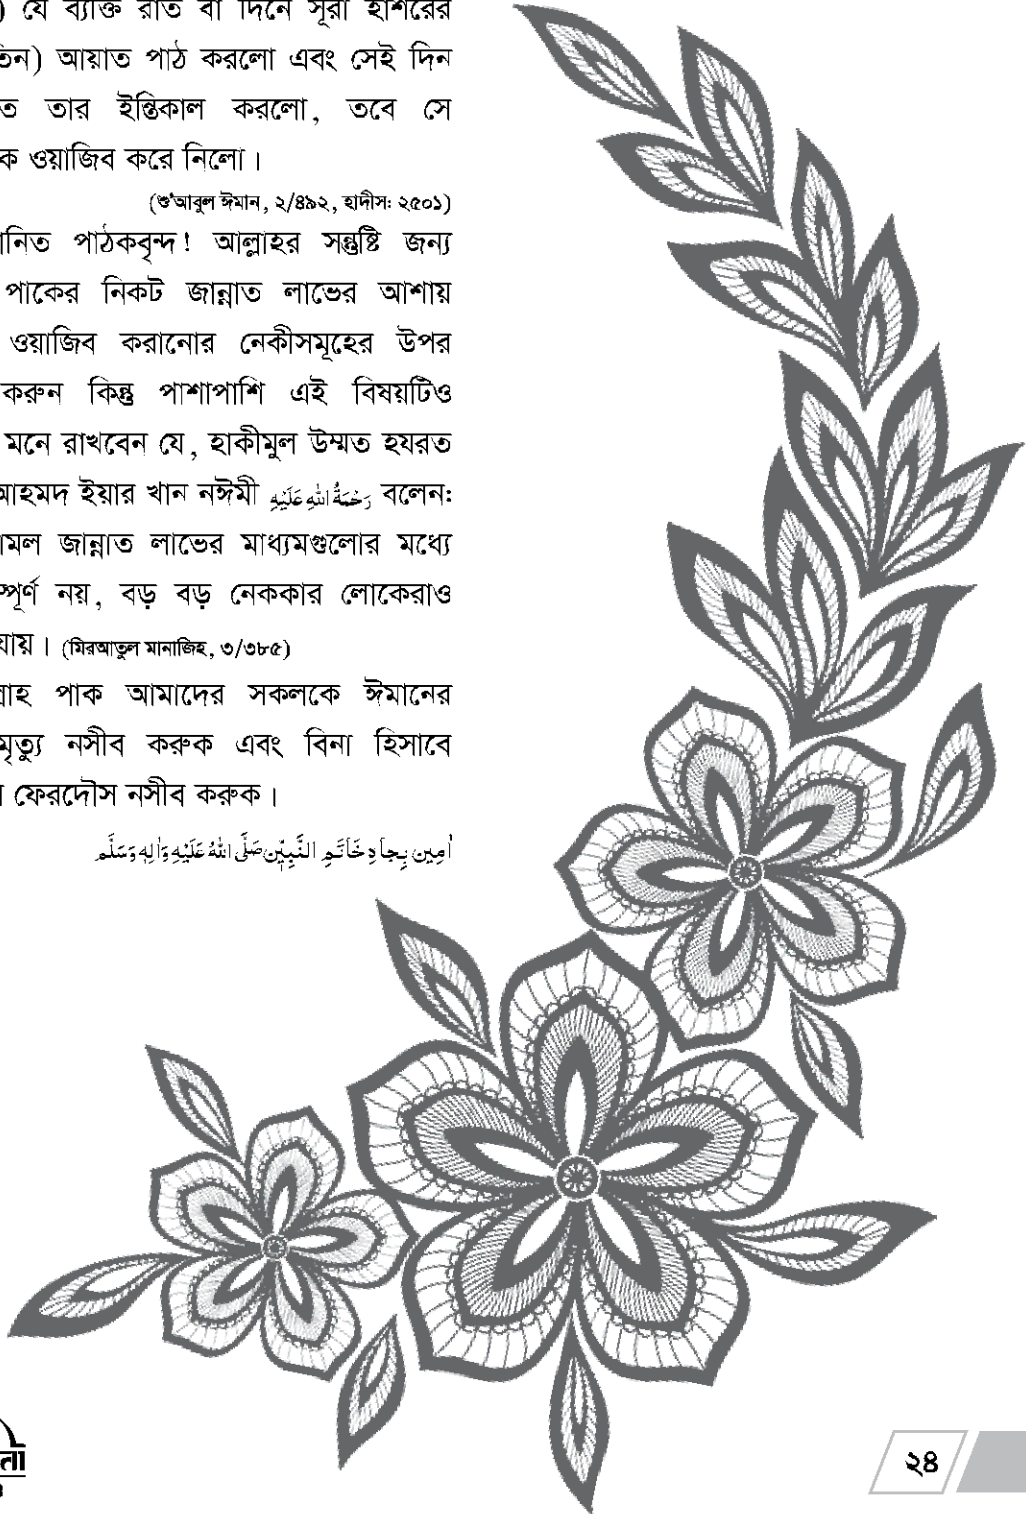 ) যে ব্যক্তি রাত বা দিনে সূরা হাশরের
তিন) আয়াত পাঠ করলো এবং সেই দিন
ত তার ইন্তিকাল করলো, তবে সে
ক ওয়াজিব করে নিলো।
(শু'আবুল ঈমান, ২/৪৯২, হাদীস: ২৫০১)
ানিত পাঠকবৃন্দ! আল্লাহর সন্তুষ্টি জন্য
পাকের নিকট জান্নাত লাভের আশায়
ওয়াজিব করানোর নেকীসমূহের উপর
করুন কিন্তু পাশাপাশি এই বিষয়টিও
মনে রাখবেন যে, হাকীমুল উম্মত হযরত
আহমদ ইয়ার খান নঈমী رَحْمَةُ اللهِ عَلَيْهِ বলেন:
ামল জান্নাত লাভের মাধ্যমগুলোর মধ্যে
ম্পূর্ণ নয়, বড় বড় নেককার লোকেরাও
যায়। (মিরআতুল মানাজিহ, ৩/৩৮৫)
্লাহ পাক আমাদের সকলকে ঈমানের
মৃত্যু নসীব করুক এবং বিনা হিসাবে
ফেরদৌস নসীব করুক।
اٰمِين بِجاهِ خَاتَمِ النَّبِيّٖن صَلَّى اللهُ عَلَيْهِ وَاٰلِهٖ وَسَلَّم
২৪